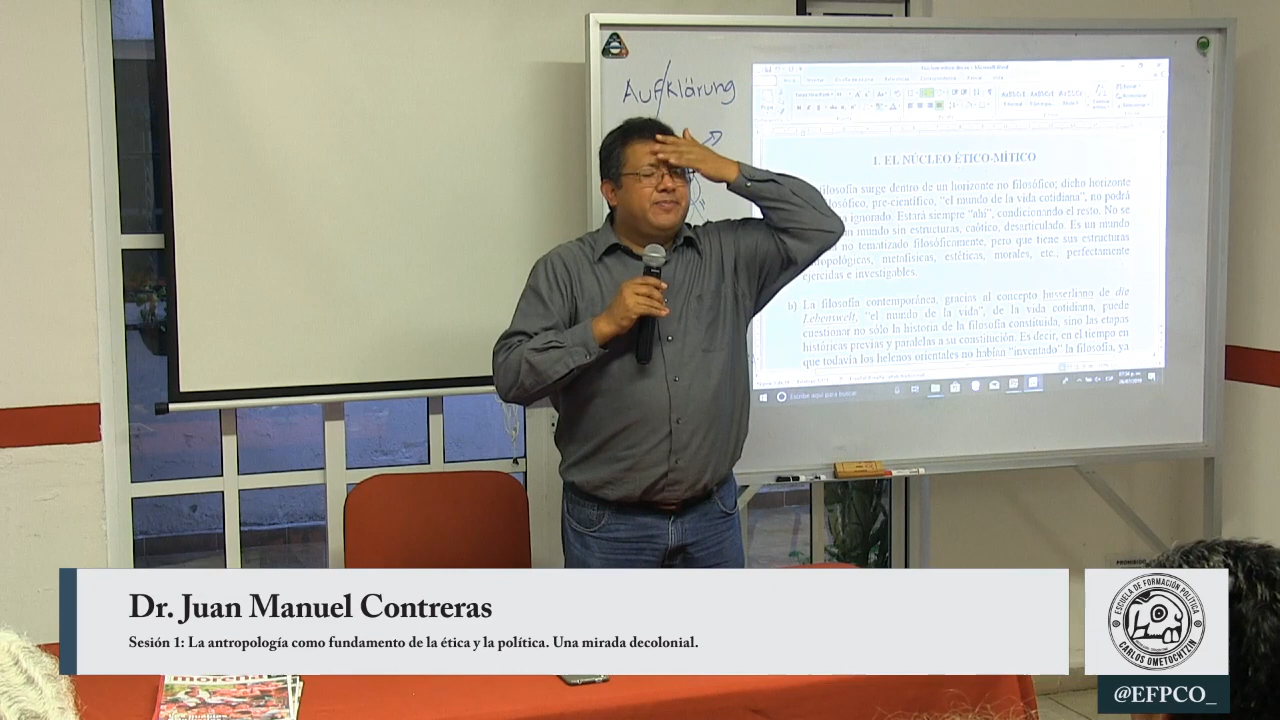 Aufklärung
I. EL NÚCLEO ÉTICO-MÍTICO
filosofía surge dentro de un horizonte no filosófico; dicho horizonte
pre-científico, "el mundo de la vida cotidiana", no podrá
ignorado. Estará siempre "ahí", condicionando el resto. No se
un mundo sin estructuras, caótico, desarticulado. Es un mundo
no tematizado filosóficamente, pero que tiene sus estructuras
metafísicas, estéticas, morales, etc., perfectamente
ejercidas e investigables.
b) La filosofía contemporánea, gracias al concepto husserliano de die
Lebenswelt, "el mundo de la vida", de la vida cotidiana, puede
cuestionar no sólo la historia de la filosofía constituida, sino las etapas
históricas previas y paralelas a su constitución. Es decir, en el tiempo en
que todavía los helenos orientales no habían "inventado" la filosofía, ya
Escribe aquí para buscar
PROHIBIDO
Dr. Juan Manuel Contreras
Sesión 1: La antropología como fundamento de la ética y la política. Una mirada decolonial.
ESCUELA DE FORMACIÓN POLÍTICA
CARLOS OMETOCHTZIN
@EFPCO_
morena